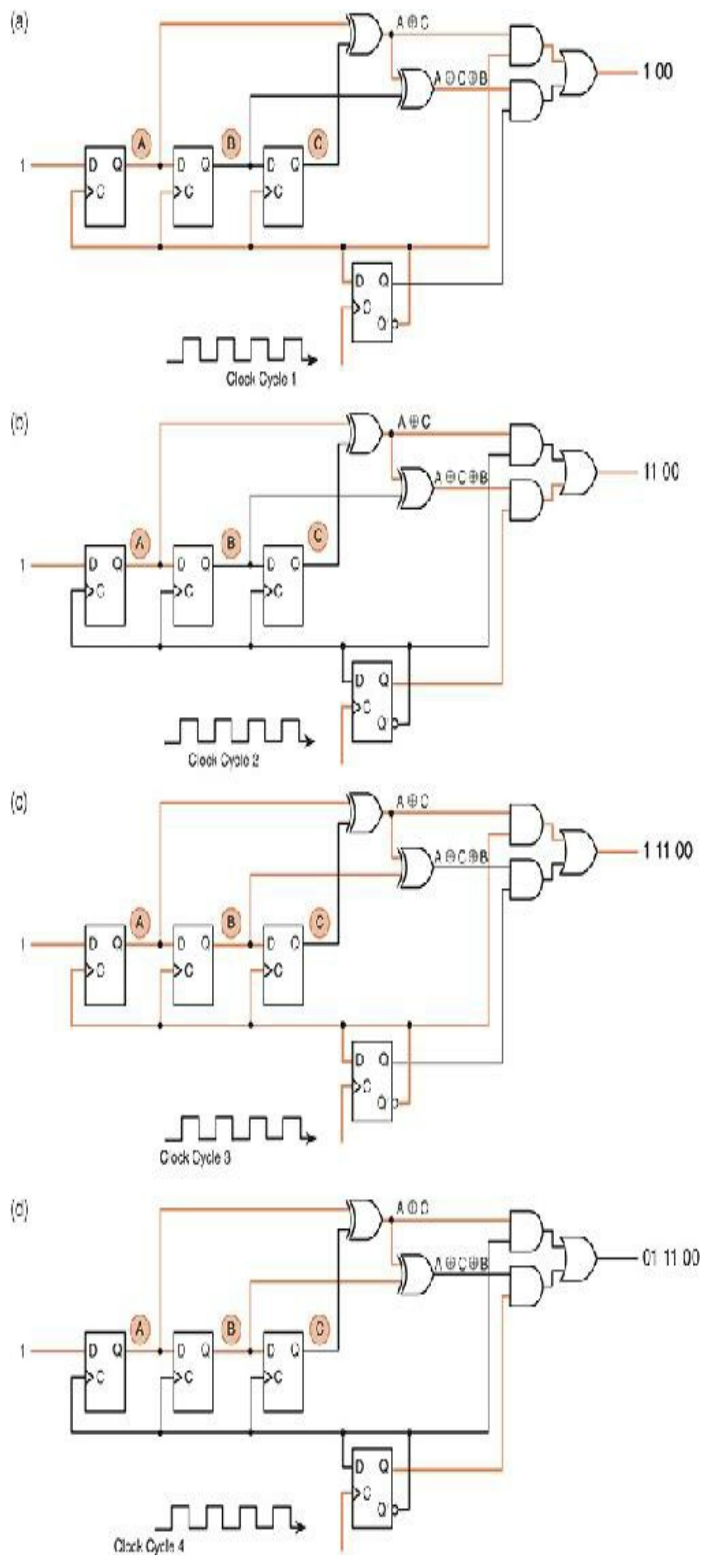 (a)
A ⊕ C
A ⊕ C ⊕ B
1 00
A B C
1 D Q D Q D Q
C C C
D Q
C
Q
Clock Cycle 1
(b)
A ⊕ C
A ⊕ C ⊕ B
11 00
A B C
1 D Q D Q D Q
C C C
D Q
C
Q
Clock Cycle 2
(c)
A ⊕ C
A ⊕ C ⊕ B
1 11 00
A B C
1 D Q D Q D Q
C C C
D Q
C
Q
Clock Cycle 3
(d)
A ⊕ C
A ⊕ C ⊕ B
01 11 00
A B C
1 D Q D Q D Q
C C C
D Q
C
Q
Clock Cycle 4